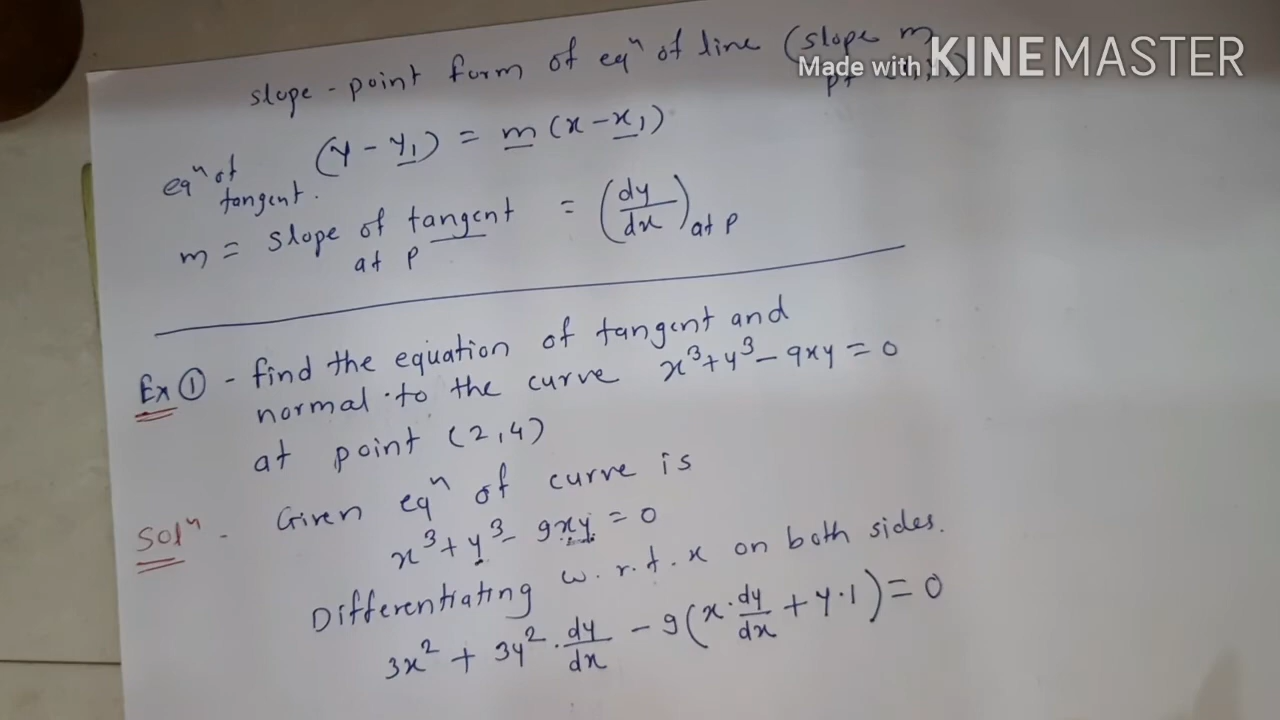 slope - point form of eqⁿ of line (slope m
Made with KINEMASTER
pt
eqⁿ of tangent. (y - y₁) = m (x - x₁)
m = slope of tangent at P = (dy/dx) at P
Ex ① - find the equation of tangent and
normal to the curve x³ + y³ - 9xy = 0
at point (2,4)
Solⁿ - Given eqⁿ of curve is
x³ + y³ - 9xy = 0
Differentiating w.r.t. x on both sides.
3x² + 3y² · dy/dx - 9(x · dy/dx + y · 1) = 0